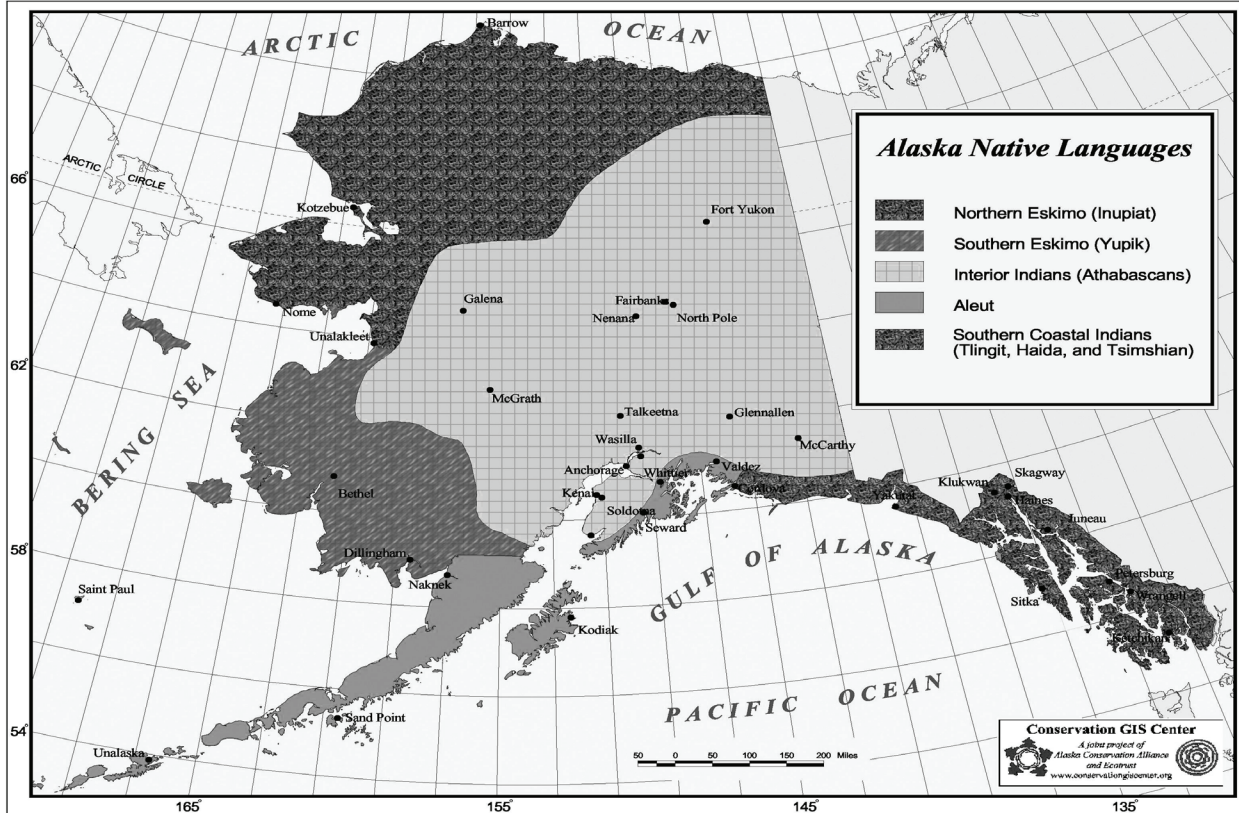 Barrow
ARCTIC OCEAN
Alaska Native Languages
Northern Eskimo (Inupiat)
Southern Eskimo (Yupik)
Interior Indians (Athabascans)
Aleut
Southern Coastal Indians
(Tlingit, Haida, and Tsimshian)
ARCTIC CIRCLE
66°
Kotzebue
Fort Yukon
Nome
Galena
Fairbanks
Nenana
North Pole
Unalakleet
62°
McGrath
Talkeetna
Glennallen
McCarthy
Wasilla
Anchorage
Whittier
Valdez
Cordova
BERING SEA
Bethel
Kenai
Soldotna
Seward
Yakutat
Klukwan
Skagway
Haines
Juneau
58°
Dillingham
Naknek
GULF OF ALASKA
Saint Paul
Kodiak
Sitka
Petersburg
Wrangell
Ketchikan
PACIFIC OCEAN
54°
Sand Point
Unalaska
50 0 50 100 150 200 Miles
Conservation GIS Center
A joint project of
Alaska Conservation Alliance
and Ecotrust
www.conservationgiscenter.org
165°
155°
145°
135°